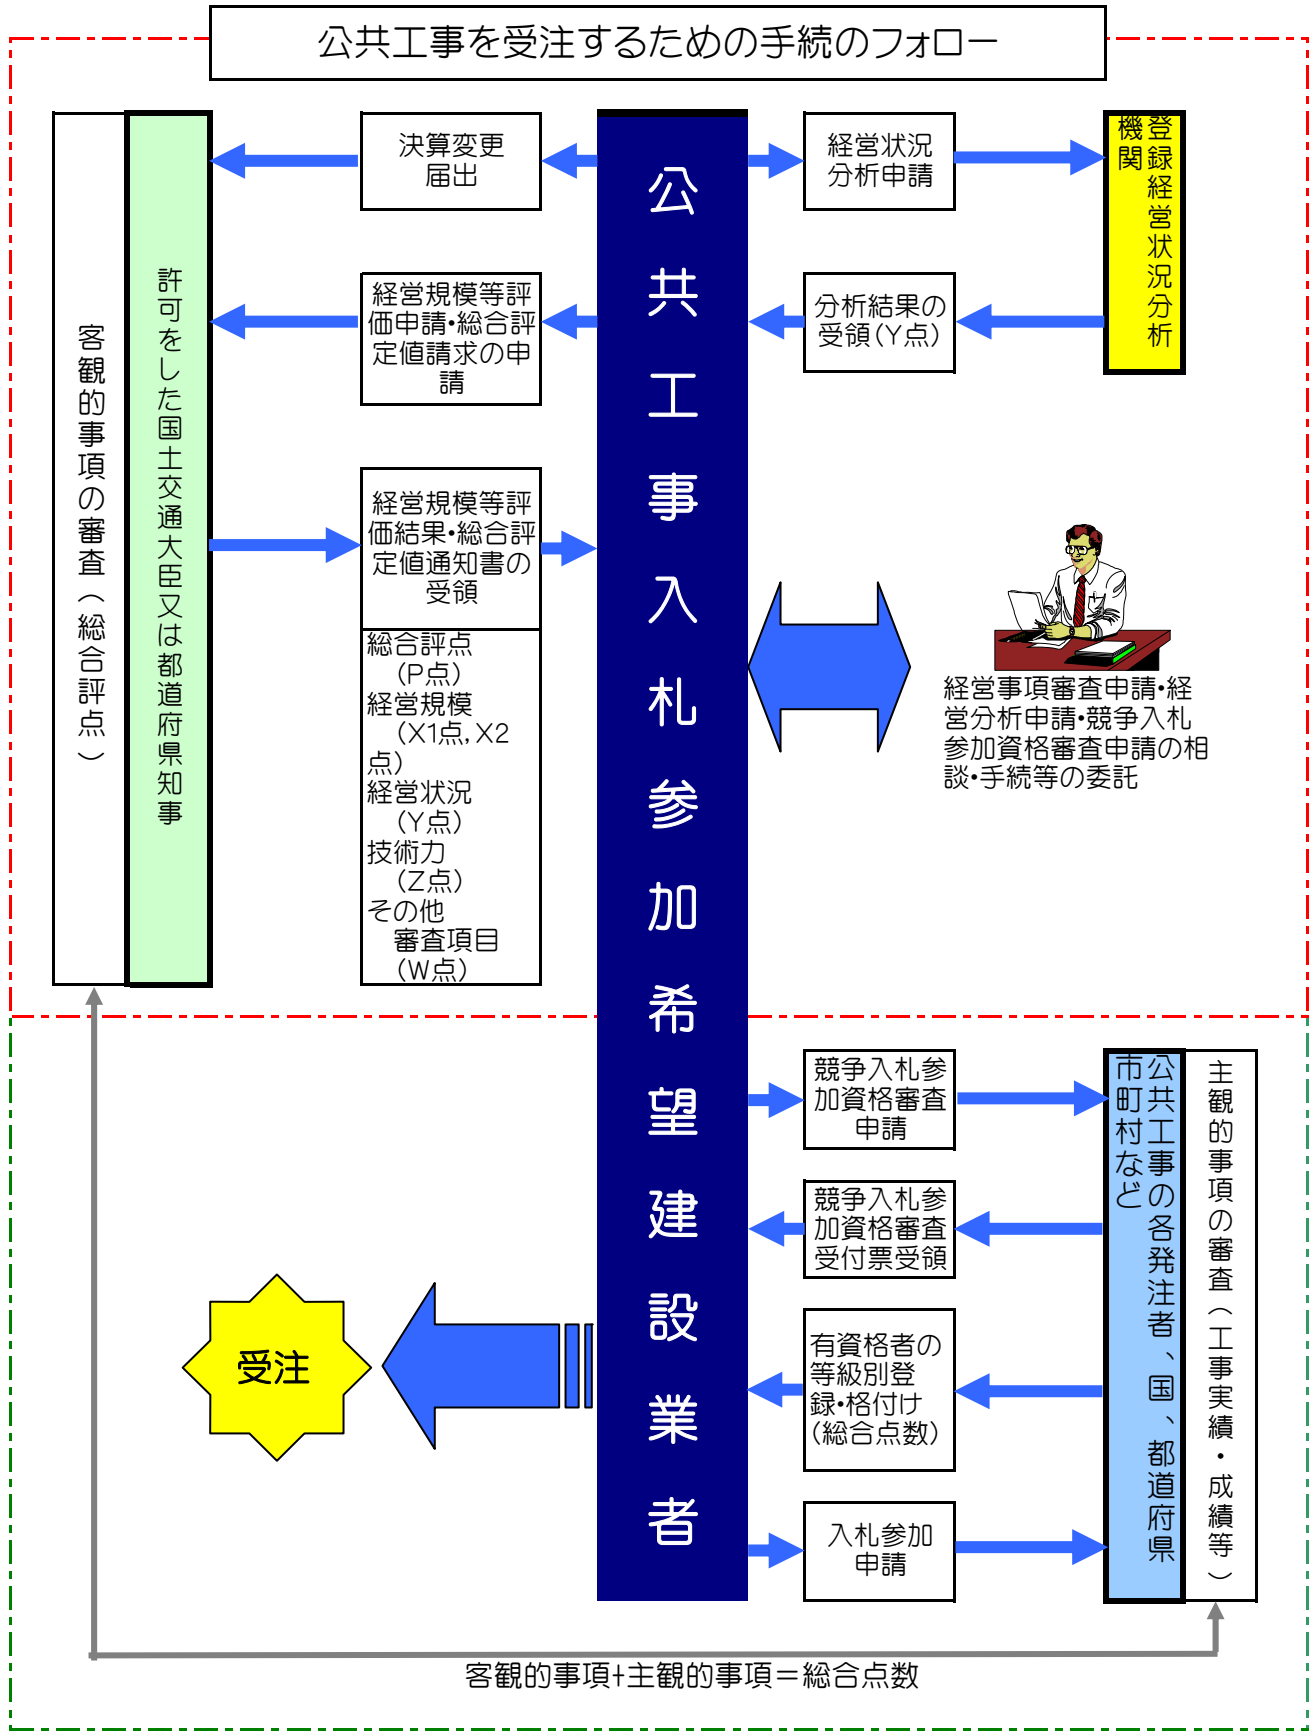 公共工事を受注するための手続のフォロー
客観的事項の審査（総合評点）
許可をした国土交通大臣又は都道府県知事
決算変更
届出
経営規模等評
価申請・総合評
定値請求の申
請
経営規模等評
価結果・総合評
定値通知書の
受領
総合評点
（P点）
経営規模
（X1点，X2
点）
経営状況
（Y点）
技術力
（Z点）
その他
審査項目
（W点）
公共工事入札参加希望建設業者
経営状況
分析申請
分析結果の
受領（Y点）
登録経営状況分析
機関
経営事項審査申請・経
営分析申請・競争入札
参加資格審査申請の相
談・手続等の委託
競争入札参
加資格審査
申請
競争入札参
加資格審査
受付票受領
有資格者の
等級別登
録・格付け
（総合点数）
入札参加
申請
公共工事の各発注者、国、都道府県
市町村など
主観的事項の審査（工事実績・成績等）
受注
客観的事項+主観的事項＝総合点数